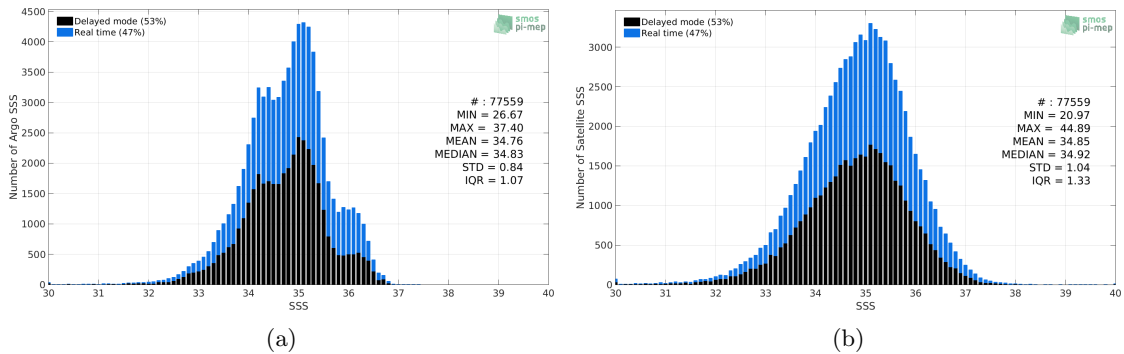 Delayed mode (53%)
Real time (47%)
smos
pi-mep
# : 77559
MIN = 26.67
MAX = 37.40
MEAN = 34.76
MEDIAN = 34.83
STD = 0.84
IQR = 1.07
Number of Argo SSS
4500
4000
3500
3000
2500
2000
1500
1000
500
0
30 31 32 33 34 35 36 37 38 39 40
SSS
(a)
Delayed mode (53%)
Real time (47%)
smos
pi-mep
# : 77559
MIN = 20.97
MAX = 44.89
MEAN = 34.85
MEDIAN = 34.92
STD = 1.04
IQR = 1.33
Number of Satellite SSS
3000
2500
2000
1500
1000
500
0
30 31 32 33 34 35 36 37 38 39 40
SSS
(b)